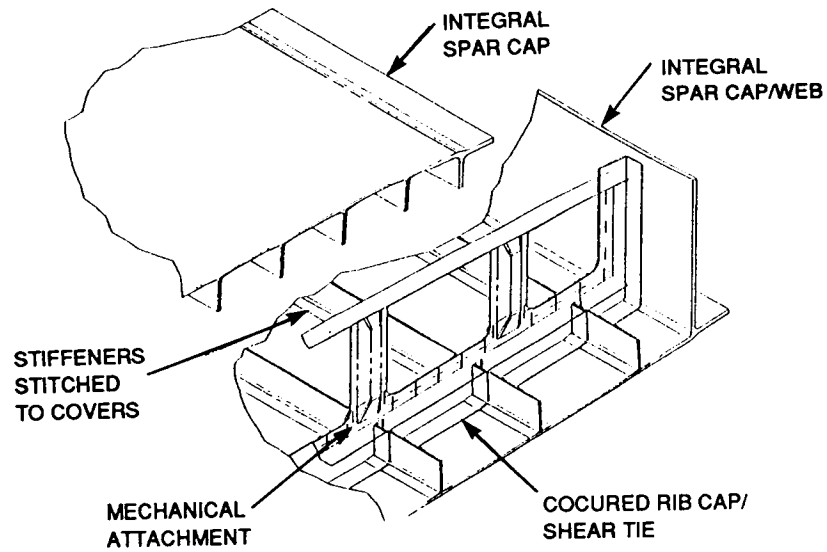 INTEGRAL
SPAR CAP
INTEGRAL
SPAR CAP/WEB
STIFFENERS
STITCHED
TO COVERS
MECHANICAL
ATTACHMENT
COCURED RIB CAP/
SHEAR TIE